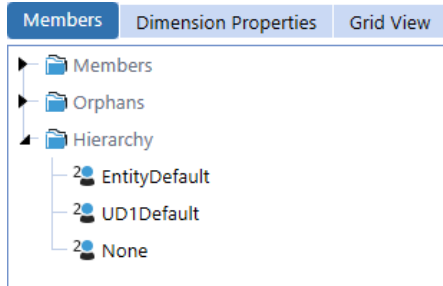 Members Dimension Properties Grid View
Members
Orphans
Hierarchy
2 EntityDefault
2 UD1Default
2 None